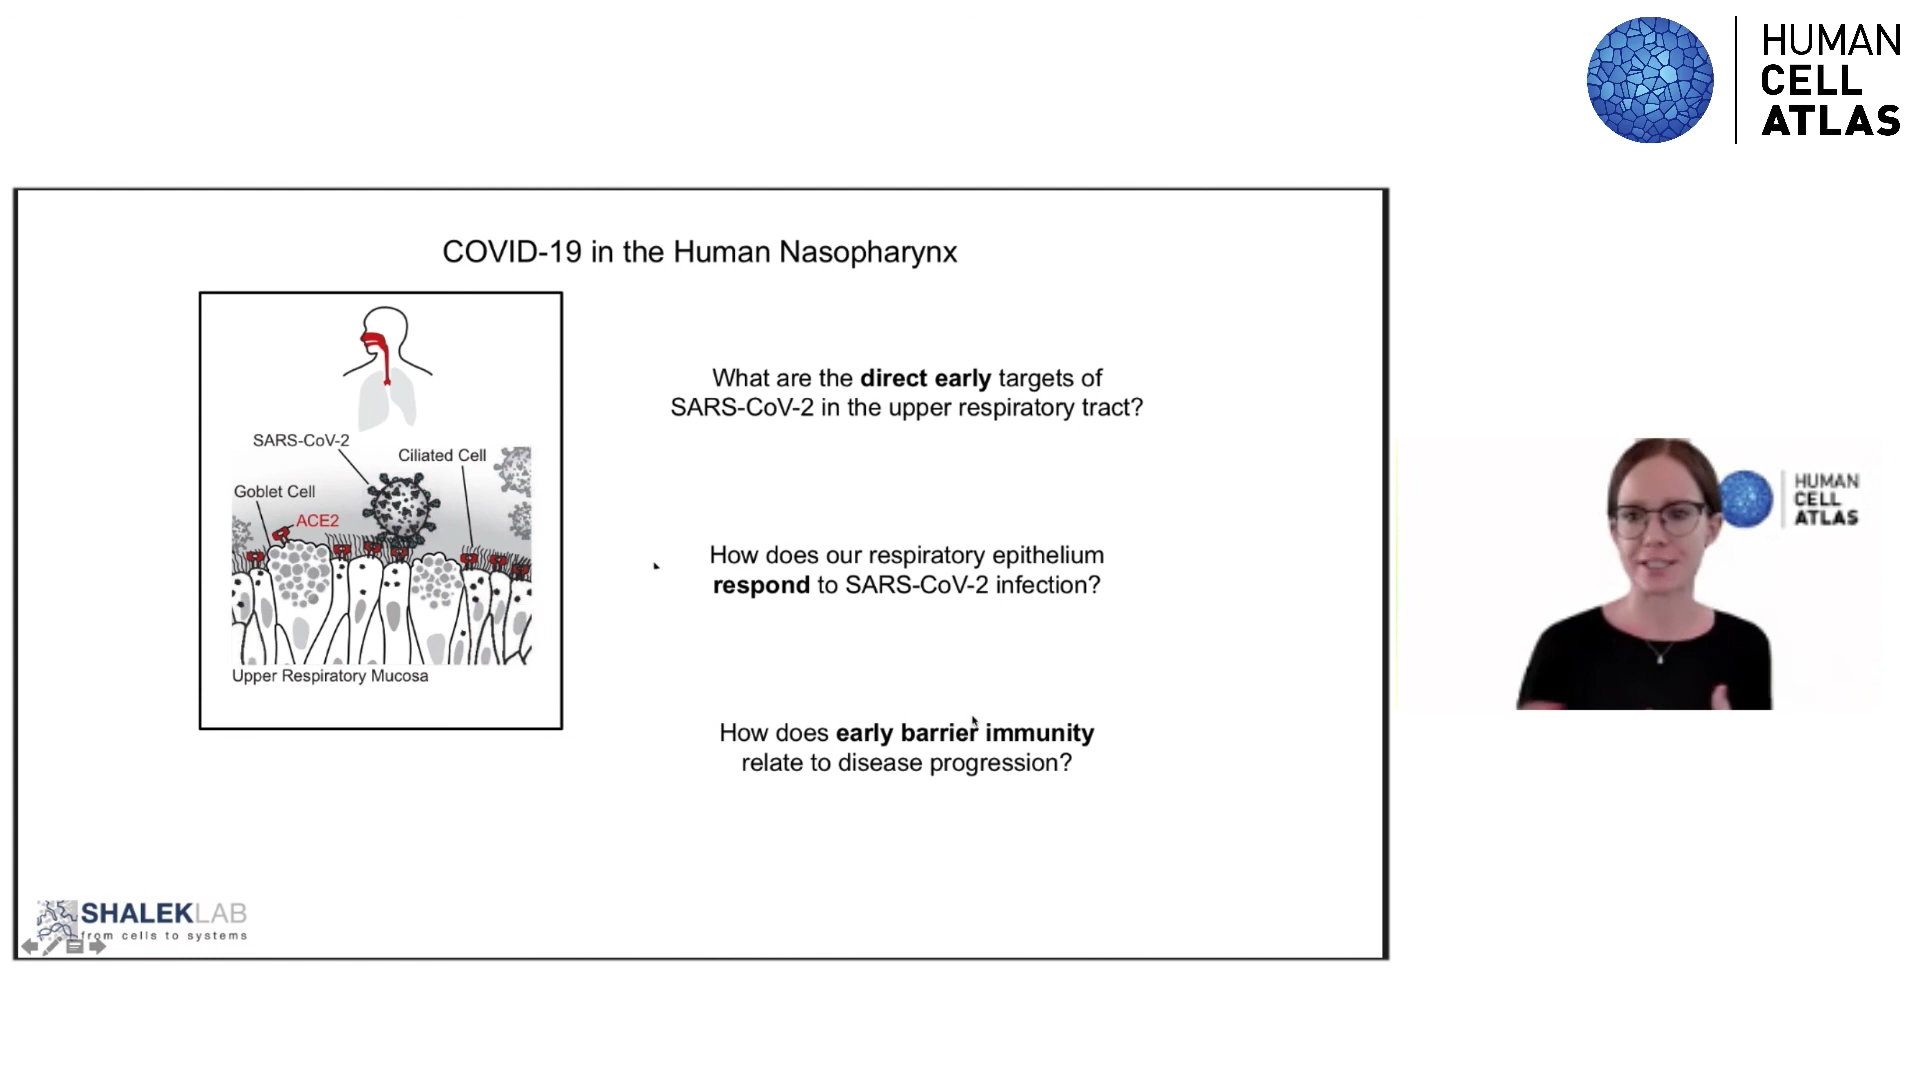 HUMAN
CELL
ATLAS
COVID-19 in the Human Nasopharynx
SARS-CoV-2
Ciliated Cell
Goblet Cell
ACE2
Upper Respiratory Mucosa
What are the direct early targets of
SARS-CoV-2 in the upper respiratory tract?
How does our respiratory epithelium
respond to SARS-CoV-2 infection?
How does early barrier immunity
relate to disease progression?
SHALEKLAB
from cells to systems
HUMAN
CELL
ATLAS